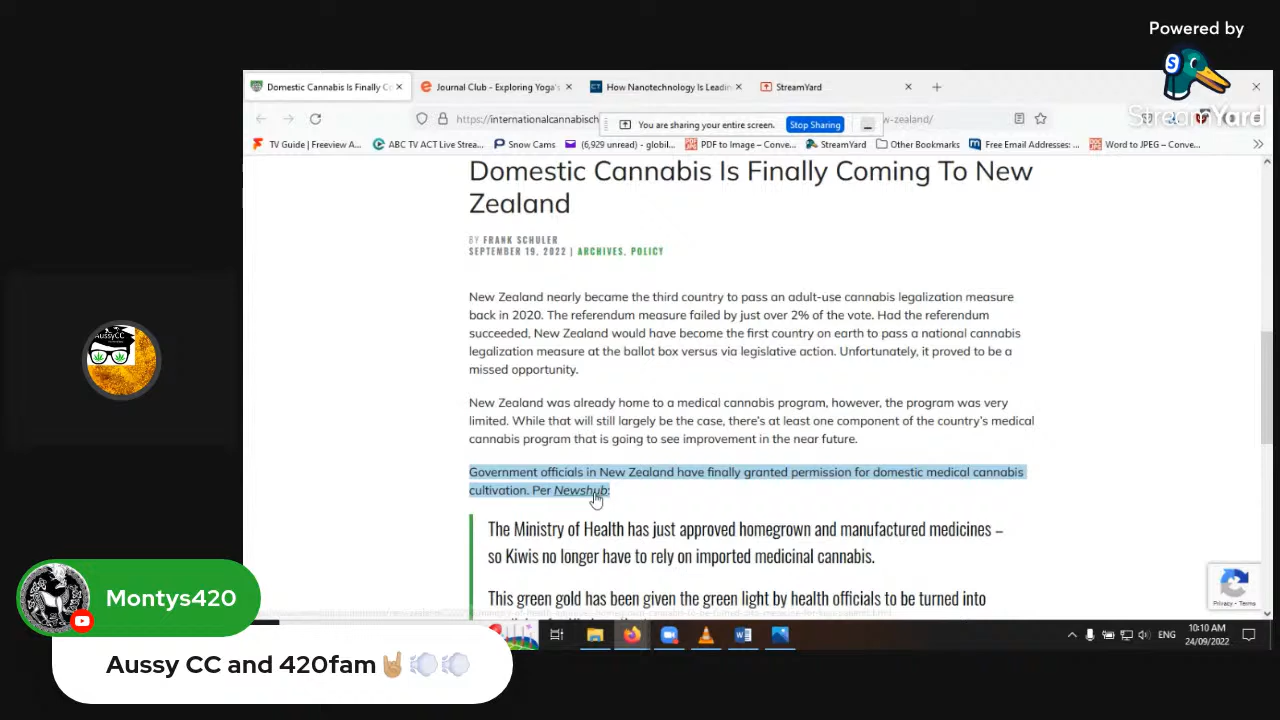 Powered by
StreamYard
Domestic Cannabis Is Finally Co
Journal Club - Exploring Yoga's
How Nanotechnology Is Leadin
StreamYard
https://internationalcannabisch
You are sharing your entire screen.
Stop Sharing
w-zealand/
TV Guide | Freeview A...
ABC TV ACT Live Strea...
Snow Cams
(6,929 unread) - globil...
PDF to Image – Conve...
StreamYard
Other Bookmarks
Free Email Addresses: ...
Word to JPEG – Conve...
Domestic Cannabis Is Finally Coming To New
Zealand
BY FRANK SCHULER
SEPTEMBER 19, 2022 | ARCHIVES, POLICY
New Zealand nearly became the third country to pass an adult-use cannabis legalization measure
back in 2020. The referendum measure failed by just over 2% of the vote. Had the referendum
succeeded, New Zealand would have become the first country on earth to pass a national cannabis
legalization measure at the ballot box versus via legislative action. Unfortunately, it proved to be a
missed opportunity.
New Zealand was already home to a medical cannabis program, however, the program was very
limited. While that will still largely be the case, there's at least one component of the country's medical
cannabis program that is going to see improvement in the near future.
Government officials in New Zealand have finally granted permission for domestic medical cannabis
cultivation. Per Newshub:
The Ministry of Health has just approved homegrown and manufactured medicines –
so Kiwis no longer have to rely on imported medicinal cannabis.
This green gold has been given the green light by health officials to be turned into
Privacy - Terms
AussyCC
Montys420
Aussy CC and 420fam🤘🏼💨💨
ENG
10:10 AM
24/09/2022